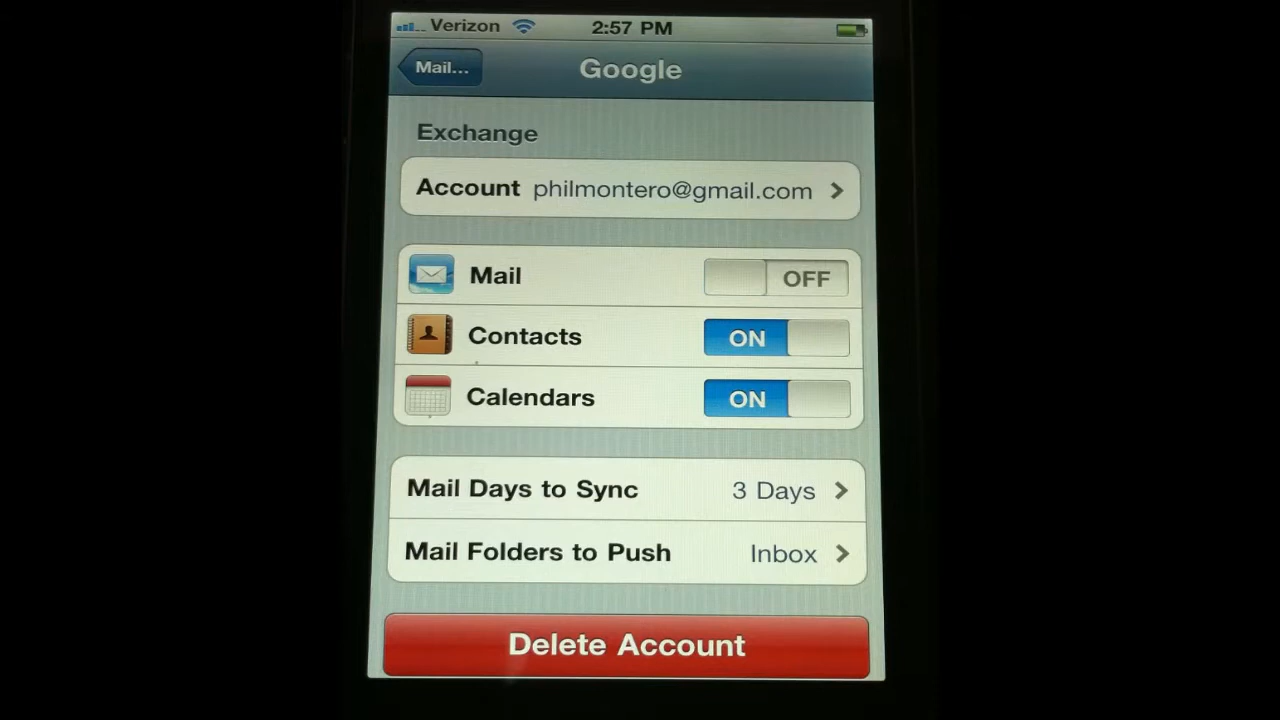 Verizon 2:57 PM
Mail... Google
Exchange
Account philmontero@gmail.com
Mail OFF
Contacts ON
Calendars ON
Mail Days to Sync 3 Days
Mail Folders to Push Inbox
Delete Account